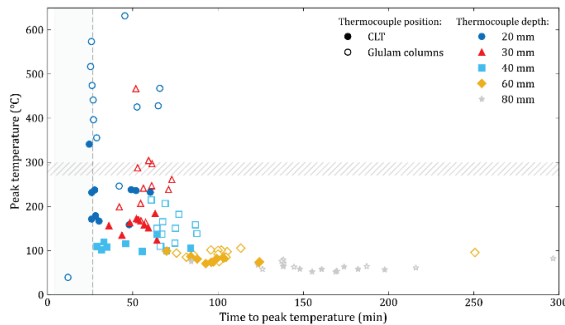 Thermocouple position:
CLT
Glulam columns
Thermocouple depth:
20 mm
30 mm
40 mm
60 mm
80 mm
Peak temperature (°C)
600
500
400
300
200
100
0
0
50
100
150
200
250
300
Time to peak temperature (min)